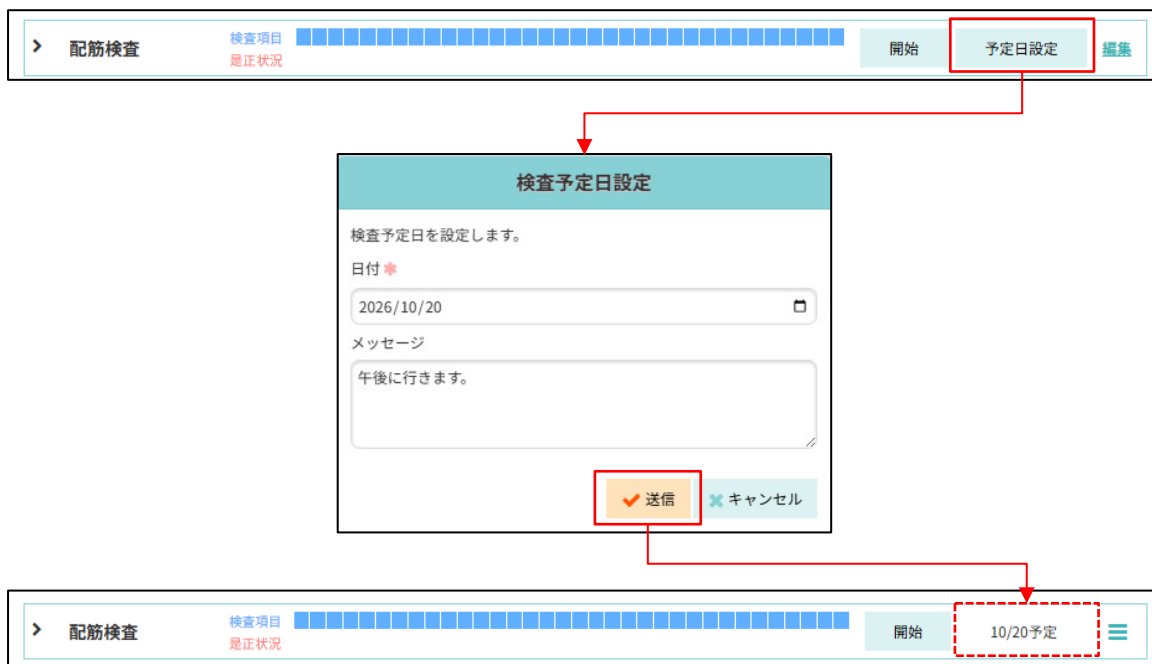 配筋検査 検査項目 開始 予定日設定 編集
是正状況
検査予定日設定
検査予定日を設定します。
日付✱
2026/10/20
メッセージ
午後に行きます。
送信 キャンセル
配筋検査 検査項目 開始 10/20予定
是正状況